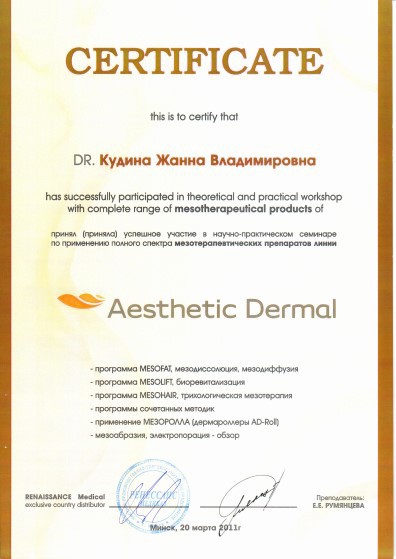 CERTIFICATE
this is to certify that
DR. Кудина Жанна Владимировна
has successfully participated in theoretical and practical workshop
with complete range of mesotherapeutical products of
принял (приняла) успешное участие в научно-практическом семинаре
по применению полного спектра мезотерапевтических препаратов линии
Aesthetic Dermal
- программа MESOFAT, мезодиссолюция, мезодиффузия
- программа MESOLIFT, биоревитализация
- программа MESOHAIR, трихологическая мезотерапия
- программы сочетанных методик
- применение МЕЗОРОЛЛА (дермароллеры AD-Roll)
- мезоабразия, электропорация - обзор
RENAISSANCE Medical
exclusive country distributor
Преподаватель:
Е.Е. РУМЯНЦЕВА
Минск, 20 марта 2011г